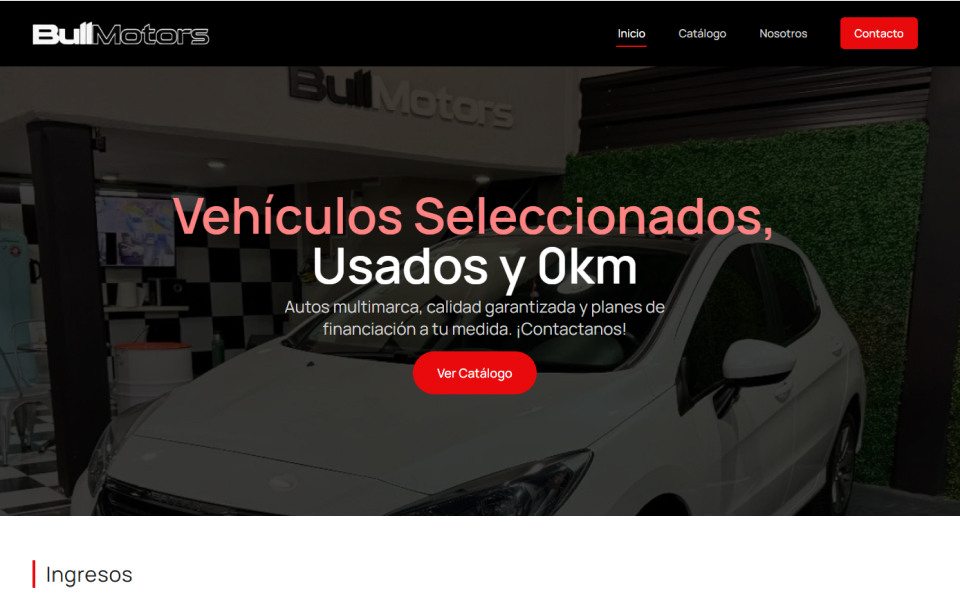 BullMotors
Inicio
Catálogo
Nosotros
Contacto
BullMotors
Vehículos Seleccionados,
Usados y 0km
Autos multimarca, calidad garantizada y planes de
financiación a tu medida. ¡Contactanos!
Ver Catálogo
Ingresos